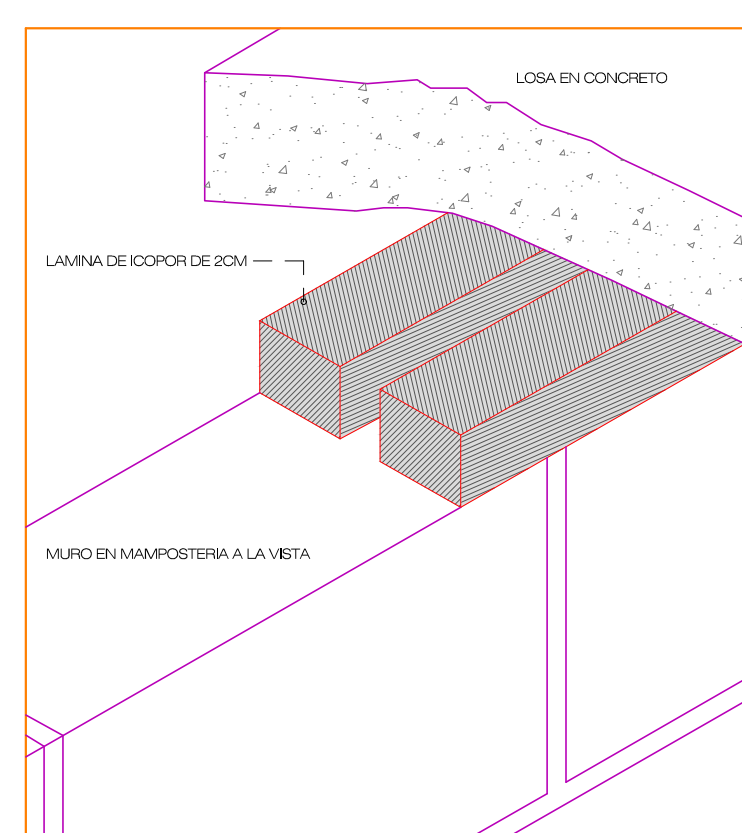 LOSA EN CONCRETO
LAMINA DE ICOPOR DE 2CM
MURO EN MAMPOSTERIA A LA VISTA